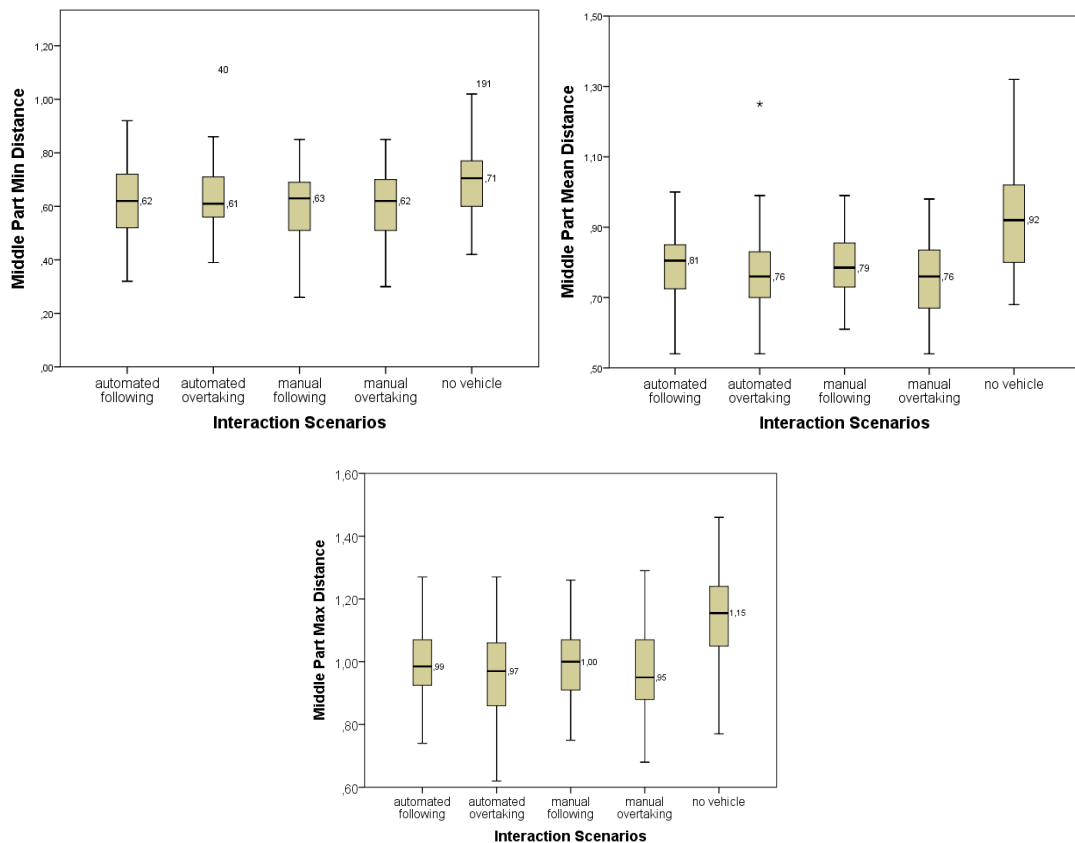 Middle Part Min Distance
1,20
1,00
,80
,60
,40
,20
,00
40
191
,62
,61
,63
,62
,71
automated following
automated overtaking
manual following
manual overtaking
no vehicle
Interaction Scenarios
Middle Part Mean Distance
1,50
1,30
1,10
,90
,70
,50
*
,81
,76
,79
,76
,92
automated following
automated overtaking
manual following
manual overtaking
no vehicle
Interaction Scenarios
Middle Part Max Distance
1,60
1,40
1,20
1,00
,80
,60
,99
,97
1,00
,95
1,15
automated following
automated overtaking
manual following
manual overtaking
no vehicle
Interaction Scenarios